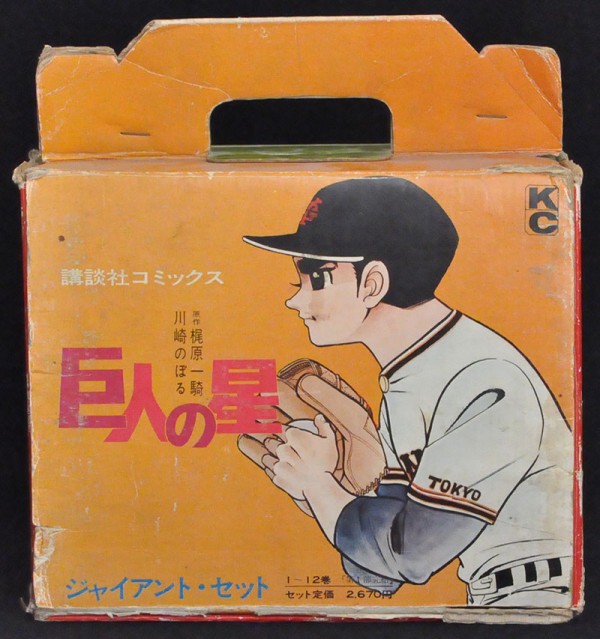 KC
講談社コミックス
原作 梶原一騎
川崎のぼる
巨人の星
TOKYO
ジャイアント・セット
1〜12巻
セット定価 2,670円